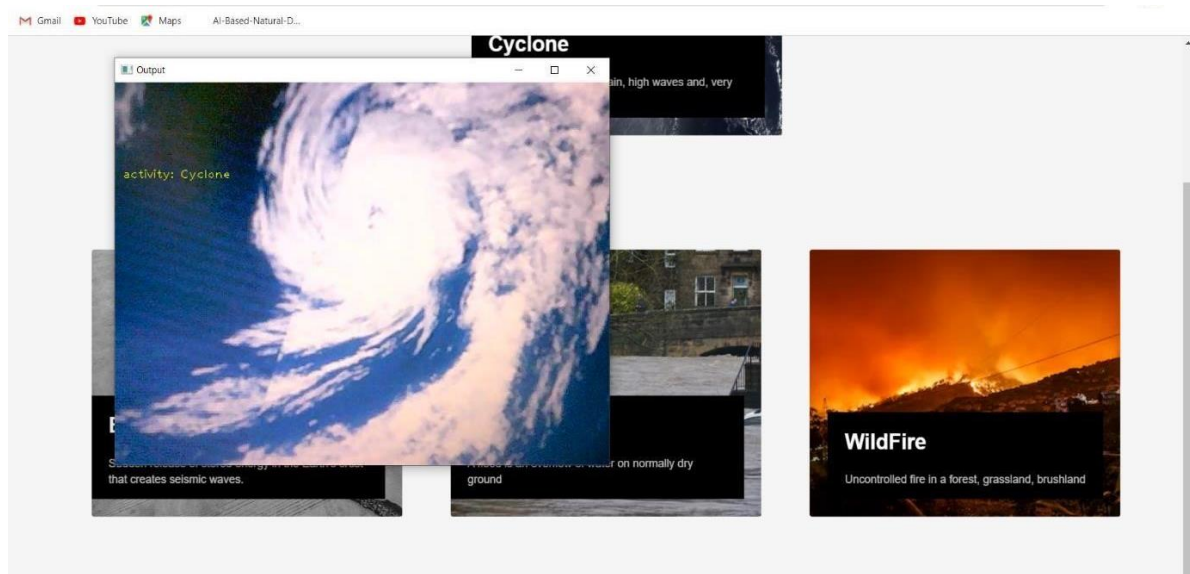 Gmail YouTube Maps AI-Based-Natural-D...
Cyclone
Output
ain, high waves and, very
activity: Cyclone
E
WildFire
on normally dry
that creates seismic waves.
ground
Uncontrolled fire in a forest, grassland, brushland